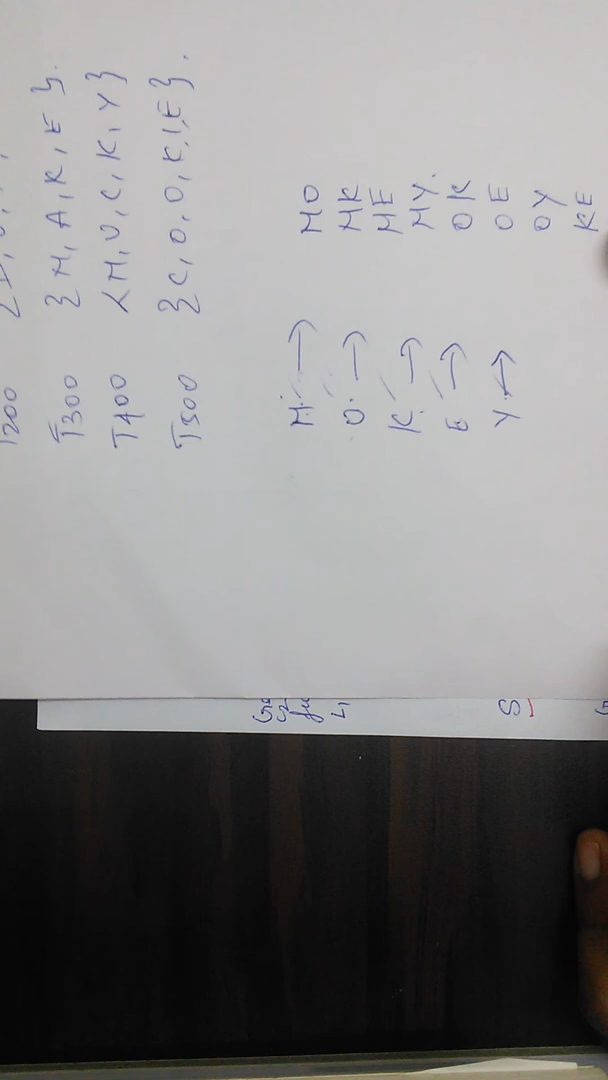 T300 { M, A, K, E }.
T400 { M, U, C, K, Y }
T500 { C, O, O, K, I, E }.
M. → MO
O. → MK
K. → ME
E → MY.
Y → OK
OE
OY
KE